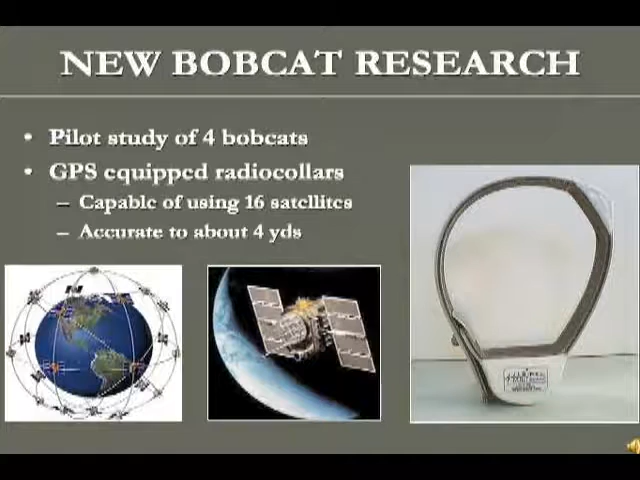 NEW BOBCAT RESEARCH
• Pilot study of 4 bobcats
• GPS equipped radiocollars
– Capable of using 16 satellites
– Accurate to about 4 yds